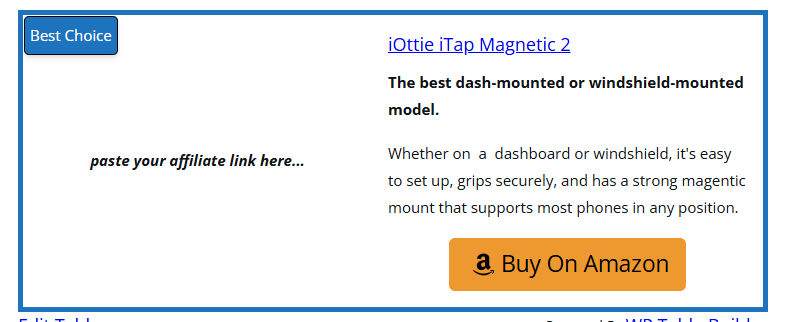 Best Choice
iOttie iTap Magnetic 2
The best dash-mounted or windshield-mounted
model.
paste your affiliate link here...
Whether on a dashboard or windshield, it's easy
to set up, grips securely, and has a strong magentic
mount that supports most phones in any position.
Buy On Amazon